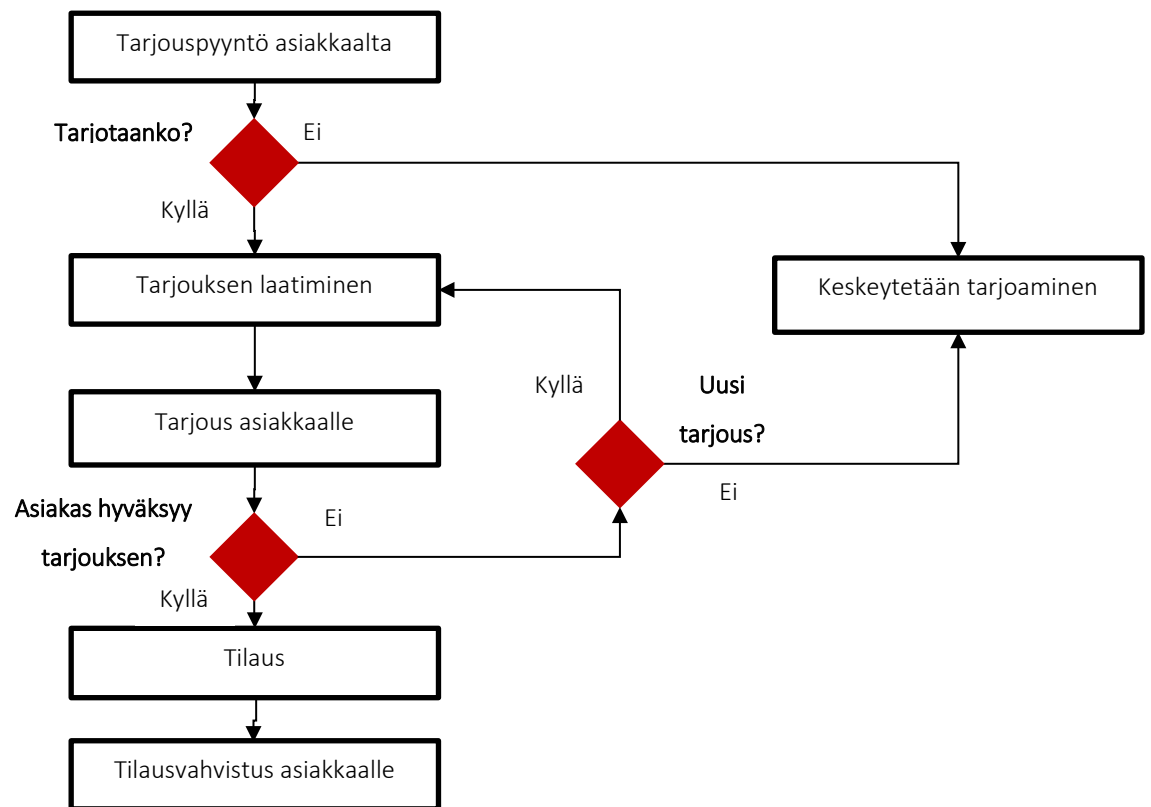 Tarjouspyyntö asiakkaalta
Tarjotaanko?
Ei
Kyllä
Tarjouksen laatiminen
Keskeytetään tarjoaminen
Kyllä
Uusi
tarjous?
Tarjous asiakkaalle
Ei
Asiakas hyväksyy
tarjouksen?
Ei
Kyllä
Tilaus
Tilausvahvistus asiakkaalle